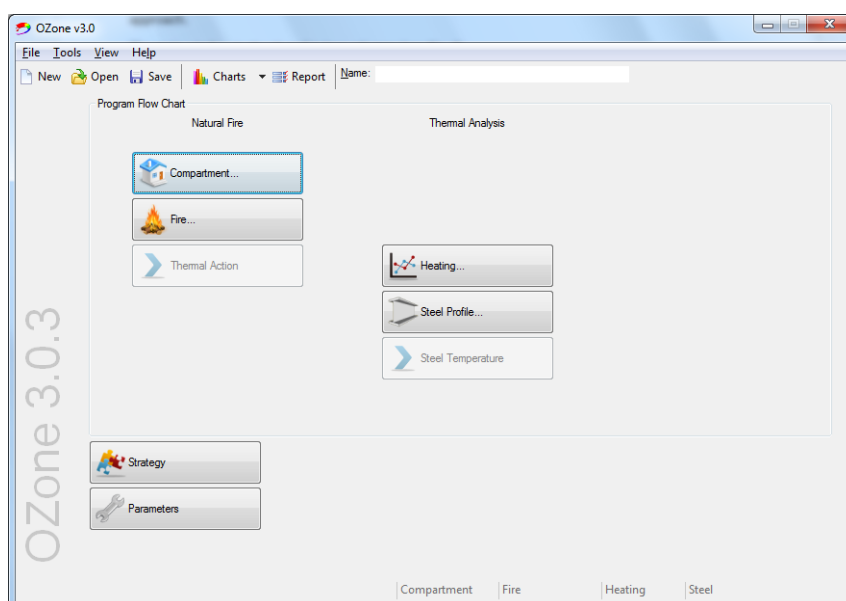 approach.
OZone v3.0
File Tools View Help
New Open Save Charts Report Name:
Program Flow Chart
Natural Fire Thermal Analysis
Compartment...
Fire...
Thermal Action Heating...
Steel Profile...
Steel Temperature
Strategy
Parameters
OZone 3.0.3
Compartment Fire Heating Steel